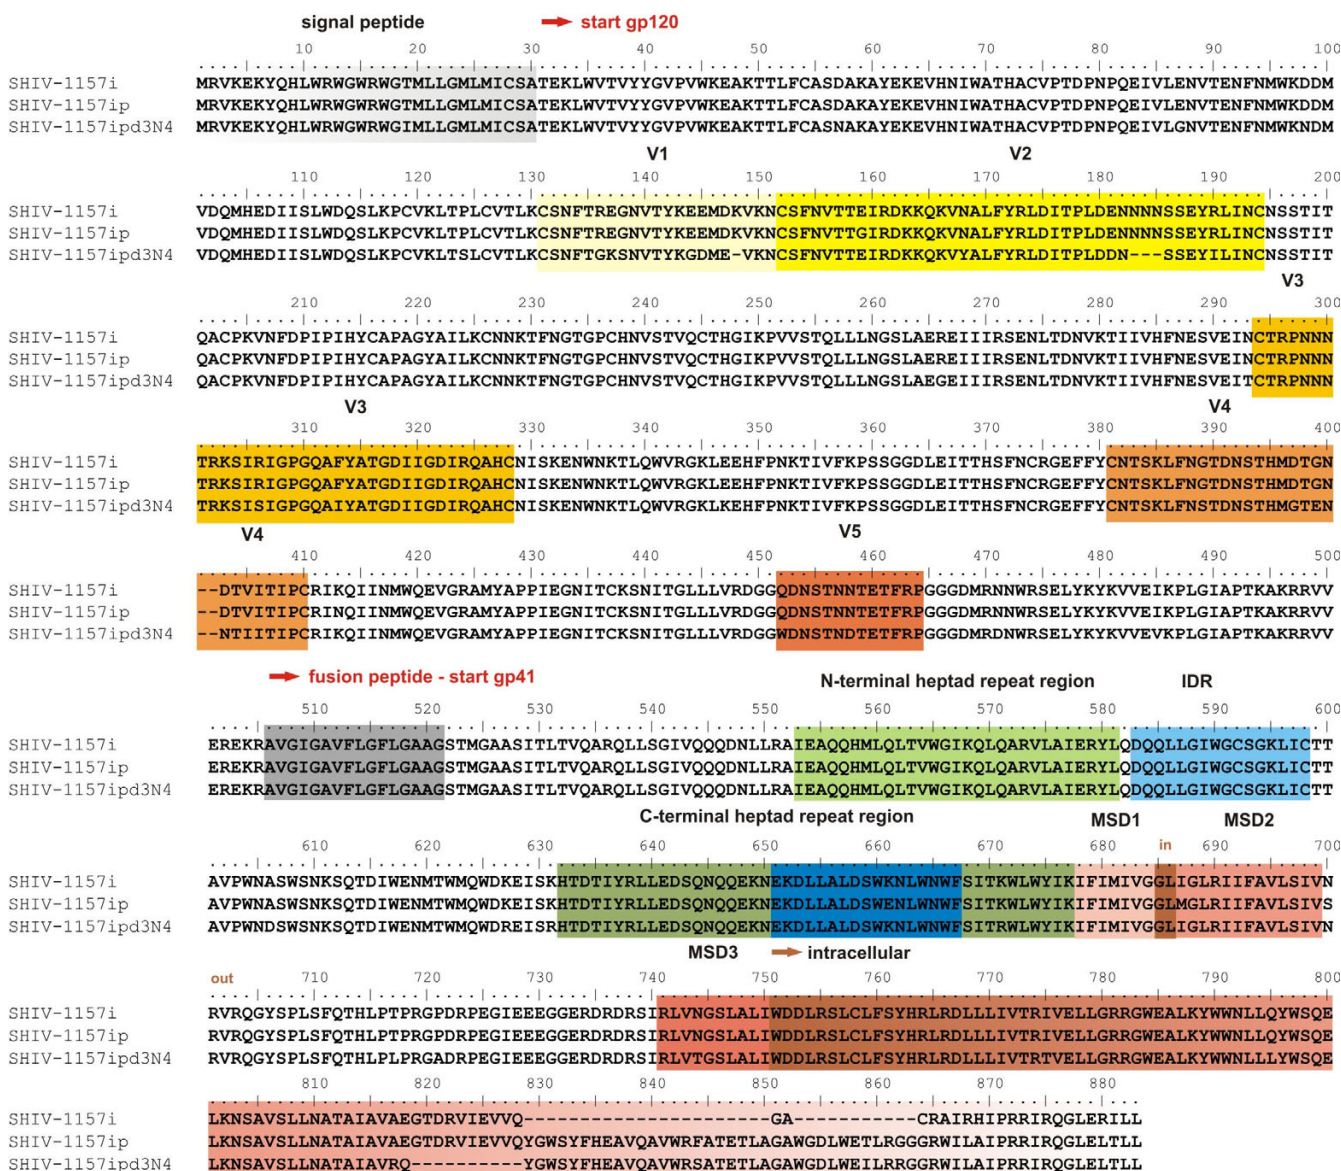 signal peptide → start gp120
10 20 30 40 50 60 70 80 90 100
SHIV-1157i MRVKEKYQHLWRWGWRWGTMLLGMLMICSATEKLWVTVYYGVPVWKEAKTTLFCASDAKAYEKEVHNIWATHACVPTDPNPQEIVLENVTENFNMWKDDM
SHIV-1157ip MRVKEKYQHLWRWGWRWGTMLLGMLMICSATEKLWVTVYYGVPVWKEAKTTLFCASDAKAYEKEVHNIWATHACVPTDPNPQEIVLENVTENFNMWKDDM
SHIV-1157ipd3N4 MRVKEKYQHLWRWGWRWGIMLLGMLMICSATEKLWVTVYYGVPVWKEAKTTLFCASNAKAYEKEVHNIWATHACVPTDPNPQEIVLGNVTENFNMWKNDM
V1 V2
110 120 130 140 150 160 170 180 190 200
SHIV-1157i VDQMHEDIISLWDQSLKPCVKLTPLCVTLKCSNFTREGNVTYKEEMDKVKNCSFNVTTEIRDKKQKVNALFYRLDITPLDENNNNSSEYRLINCNSSTIT
SHIV-1157ip VDQMHEDIISLWDQSLKPCVKLTPLCVTLKCSNFTREGNVTYKEEMDKVKNCSFNVTTGIRDKKQKVNALFYRLDITPLDENNNNSSEYRLINCNSSTIT
SHIV-1157ipd3N4 VDQMHEDIISLWDQSLKPCVKLTSLCVTLKCSNFTGKSNVTYKGDME-VKNCSFNVTTEIRDKKQKVYALFYRLDITPLDDN---SSEYILINCNSSTIT
V3
210 220 230 240 250 260 270 280 290 300
SHIV-1157i QACPKVNFDPIPIHYCAPAGYAILKCNNKTFNGTGPCHNVSTVQCTHGIKPVVSTQLLLNGSLAEREIIIRSENLTDNVKTIIVHFNESVEINCTRPNNN
SHIV-1157ip QACPKVNFDPIPIHYCAPAGYAILKCNNKTFNGTGPCHNVSTVQCTHGIKPVVSTQLLLNGSLAEREIIIRSENLTDNVKTIIVHFNESVEINCTRPNNN
SHIV-1157ipd3N4 QACPKVNFDPIPIHYCAPAGYAILKCNNKTFNGTGPCHNVSTVQCTHGIKPVVSTQLLLNGSLAEGEIIIRSENLTDNVKTIIVHFNESVEITCTRPNNN
V3 V4
310 320 330 340 350 360 370 380 390 400
SHIV-1157i TRKSIRIGPGQAFYATGDIIGDIRQAHCNISKENWNKTLQWVRGKLEEHFPNKTIVFKPSSGGDLEITTHSFNCRGEFFYCNTSKLFNGTDNSTHMDTGN
SHIV-1157ip TRKSIRIGPGQAFYATGDIIGDIRQAHCNISKENWNKTLQWVRGKLEEHFPNKTIVFKPSSGGDLEITTHSFNCRGEFFYCNTSKLFNGTDNSTHMDTGN
SHIV-1157ipd3N4 TRKSISIGPGQAIYATGDIIGDIRQAHCNISKENWNKTLQWVRGKLKEHFPNKTIVFKPSSGGDLEITTHSFNCRGEFFYCNTSKLFNSTDNSTHMGTEN
V4 V5
410 420 430 440 450 460 470 480 490 500
SHIV-1157i --DTVITIPCRIKQIINMWQEVGRAMYAPPIEGNITCKSNITGLLLVRDGGQDNSTNNTETFRPGGGDMRNNWRSELYKYKVVEIKPLGIAPTKAKRRVV
SHIV-1157ip --DTVITIPCRINQIINMWQEVGRAMYAPPIEGNITCKSNITGLLLVRDGGQDNSTNNTETFRPGGGDMRNNWRSELYKYKVVEIKPLGIAPTKAKRRVV
SHIV-1157ipd3N4 --NTIITIPCRIKQIINMWQEVGRAMYAPPIEGNITCKSNITGLLLVRDGGWDNSTNDTETFRPGGGDMRDNWRSELYKYKVVEVKPLGIAPTKAKRRVV
→ fusion peptide - start gp41 N-terminal heptad repeat region IDR
510 520 530 540 550 560 570 580 590 600
SHIV-1157i EREKRAVGIGAVFLGFLGAAGSTMGAASITLTVQARQLLSGIVQQQDNLLRAIEAQQHMLQLTVWGIKQLQARVLAIERYLQDQQLLGIWGCSGKLICTT
SHIV-1157ip EREKRAVGIGAVFLGFLGAAGSTMGAASITLTVQARQLLSGIVQQQDNLLRAIEAQQHMLQLTVWGIKQLQARVLAIERYLQDQQLLGIWGCSGKLICTT
SHIV-1157ipd3N4 EREKRAVGIGAVFLGFLGAAGSTMGAASITLTVQARQLLSGIVQQQDNLLRAIEAQQHMLQLTVWGIKQLQARVLAIERYLQDQQLLGIWGCSGKLICTT
C-terminal heptad repeat region MSD1 in MSD2
610 620 630 640 650 660 670 680 690 700
SHIV-1157i AVPWNASWSNKSQTDIWENMTWMQWDKEISKHTDTIYRLLEDSQNQQEKNEKDLLALDSWKNLWNWFSITKWLWYIKIFIMIVGGLIGLRIIFAVLSIVN
SHIV-1157ip AVPWNASWSNKSQTDIWENMTWMQWDKEISKHTDTIYRLLEDSQNQQEKNEKDLLALDSWENLWNWFSITKWLWYIKIFIMIVGGLMGLRIIFAVLSIVS
SHIV-1157ipd3N4 AVPWNDSWSNKSQTDIWENMTWMQWDREISRHTDTIYRLLEDSQNQQEKNEKDLLALDSWKNLWNWFSITRWLWYIKIFIMIVGGLIGLRIIFAVLSIVN
out MSD3 → intracellular
710 720 730 740 750 760 770 780 790 800
SHIV-1157i RVRQGYSPLSFQTHLPTPRGPDRPEGIEEEGGERDRDRSIRLVNGSLALIWDDLRSLCLFSYHRLRDLLLIVTRIVELLGRRGWEALKYWWNLLQYWSQE
SHIV-1157ip RVRQGYSPLSFQTHLPTPRGPDRPEGIEEEGGERDRDRSIRLVNGSLALIWDDLRSLCLFSYHRLRDLLLIVTRIVELLGRRGWEALKYWWNLLQYWSQE
SHIV-1157ipd3N4 RVRQGYSPLSFQTHLPLPRGADRPEGIEEEGGERDRDRSIRLVTGSLALIWDDLRSLCLFSYHRLRDLLLIVTRTVELLGRRGWEALKYWWNLLLYWSQE
810 820 830 840 850 860 870 880
SHIV-1157i LKNSAVSLLNATAIAVAEGTDRVIEVVQ----------------------GA-----------CRAIRHIPRRIRQGLERILL
SHIV-1157ip LKNSAVSLLNATAIAVAEGTDRVIEVVQYGWSYFHEAVQAVWRFATETLAGAWGDLWETLRGGGRWILAIPRRIRQGLELTLL
SHIV-1157ipd3N4 LKNSAVSLLNATAIAVRQ----------YGWSYFHEAVQAVWRSATETLAGAWGDLWEILRRGGRWILAIPRRIRQGLELTLL